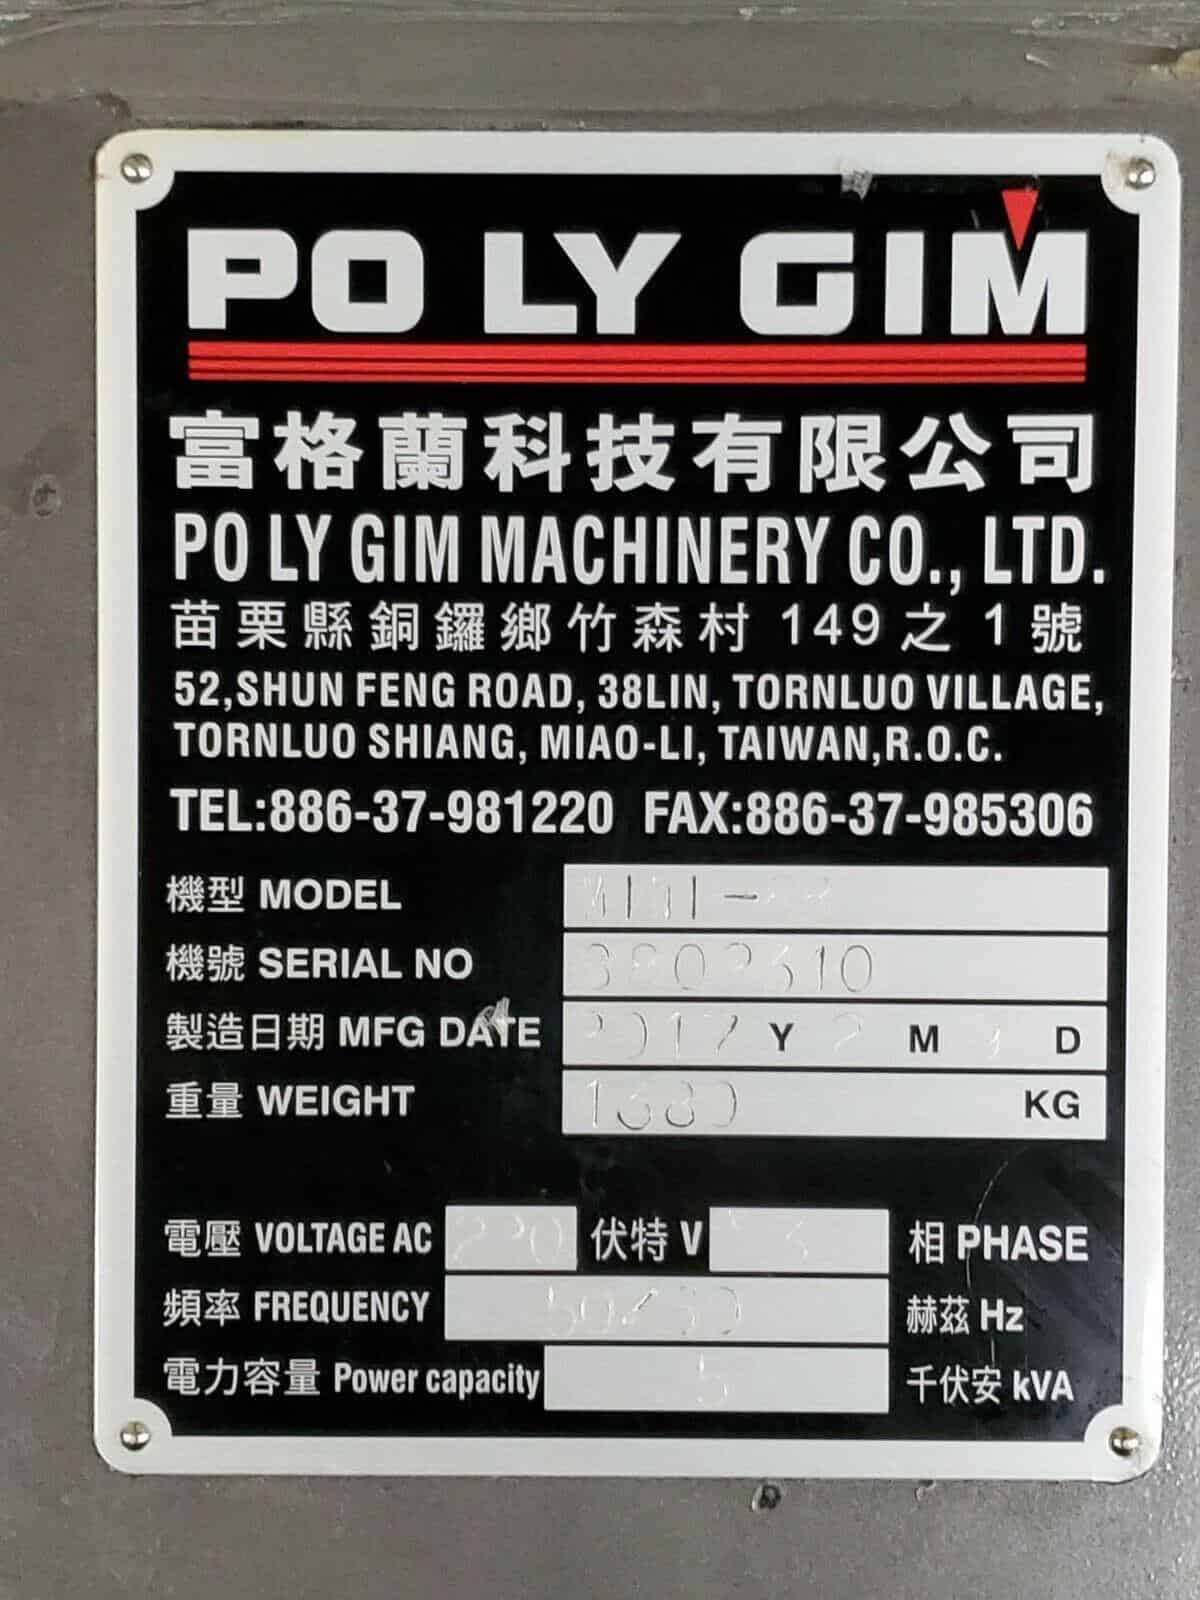 PO LY GIM
富格蘭科技有限公司
PO LY GIM MACHINERY CO., LTD.
苗栗縣銅鑼鄉竹森村 149 之 1 號
52,SHUN FENG ROAD, 38LIN, TORNLUO VILLAGE,
TORNLUO SHIANG, MIAO-LI, TAIWAN,R.O.C.
TEL:886-37-981220 FAX:886-37-985306
機型 MODEL
機號 SERIAL NO
製造日期 MFG DATE Y 2 M D
重量 WEIGHT KG
電壓 VOLTAGE AC 220 伏特 V 3 相 PHASE
頻率 FREQUENCY 赫茲 Hz
電力容量 Power capacity 5 千伏安 kVA